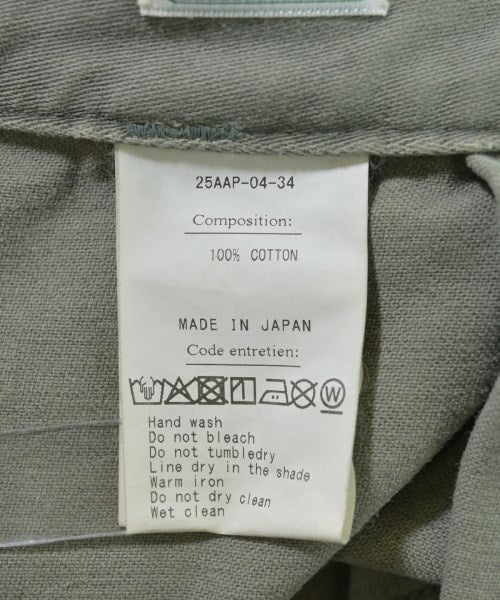 25AAP-04-34
Composition:
100% COTTON
MADE IN JAPAN
Code entretien:
W
Hand wash
Do not bleach
Do not tumbledry
Line dry in the shade
Warm iron
Do not dry clean
Wet clean